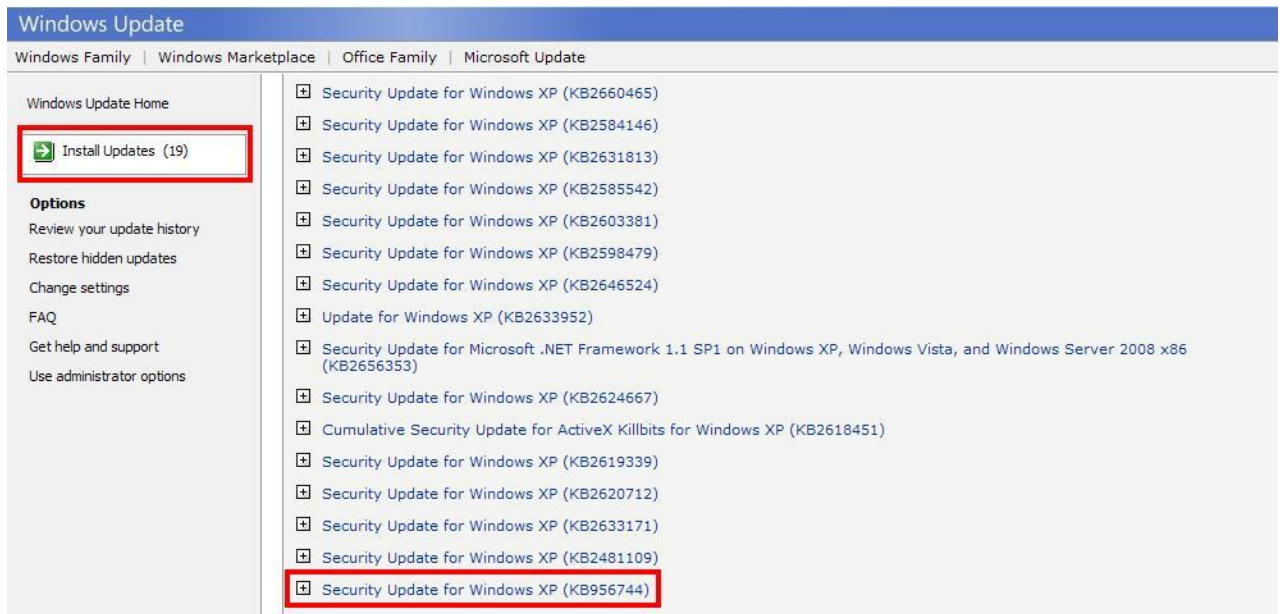 Windows Update
Windows Family | Windows Marketplace | Office Family | Microsoft Update
Windows Update Home
Install Updates (19)
Options
Review your update history
Restore hidden updates
Change settings
FAQ
Get help and support
Use administrator options
Security Update for Windows XP (KB2660465)
Security Update for Windows XP (KB2584146)
Security Update for Windows XP (KB2631813)
Security Update for Windows XP (KB2585542)
Security Update for Windows XP (KB2603381)
Security Update for Windows XP (KB2598479)
Security Update for Windows XP (KB2646524)
Update for Windows XP (KB2633952)
Security Update for Microsoft .NET Framework 1.1 SP1 on Windows XP, Windows Vista, and Windows Server 2008 x86
(KB2656353)
Security Update for Windows XP (KB2624667)
Cumulative Security Update for ActiveX Killbits for Windows XP (KB2618451)
Security Update for Windows XP (KB2619339)
Security Update for Windows XP (KB2620712)
Security Update for Windows XP (KB2633171)
Security Update for Windows XP (KB2481109)
Security Update for Windows XP (KB956744)